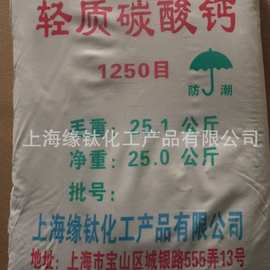 轻质碳酸钙
1250目
防潮
毛重：25.1公斤
上海缘钛化工产品有限公司
净重：25.0公斤
批号：
上海缘钛化工产品有限公司
地址：上海市宝山区城银路555弄13号